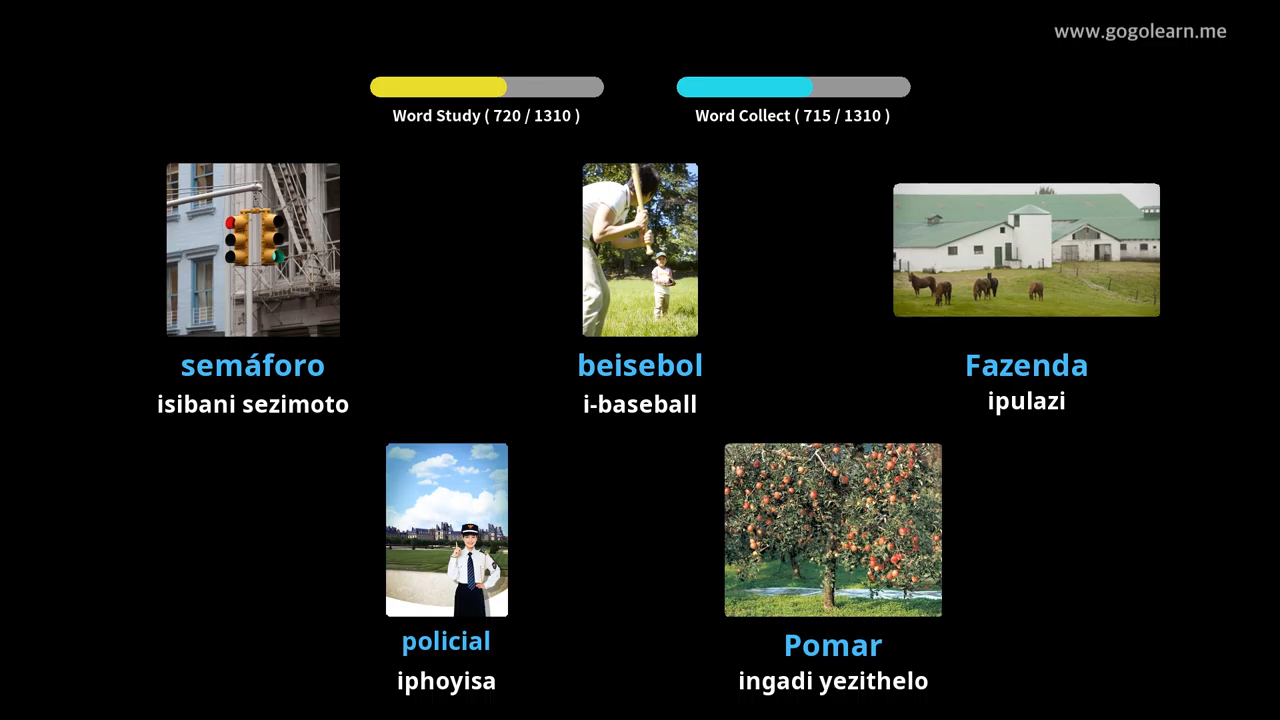 www.gogolearn.me
Word Study ( 720 / 1310 )
Word Collect ( 715 / 1310 )
semáforo
isibani sezimoto
beisebol
i-baseball
Fazenda
ipulazi
policial
iphoyisa
Pomar
ingadi yezithelo